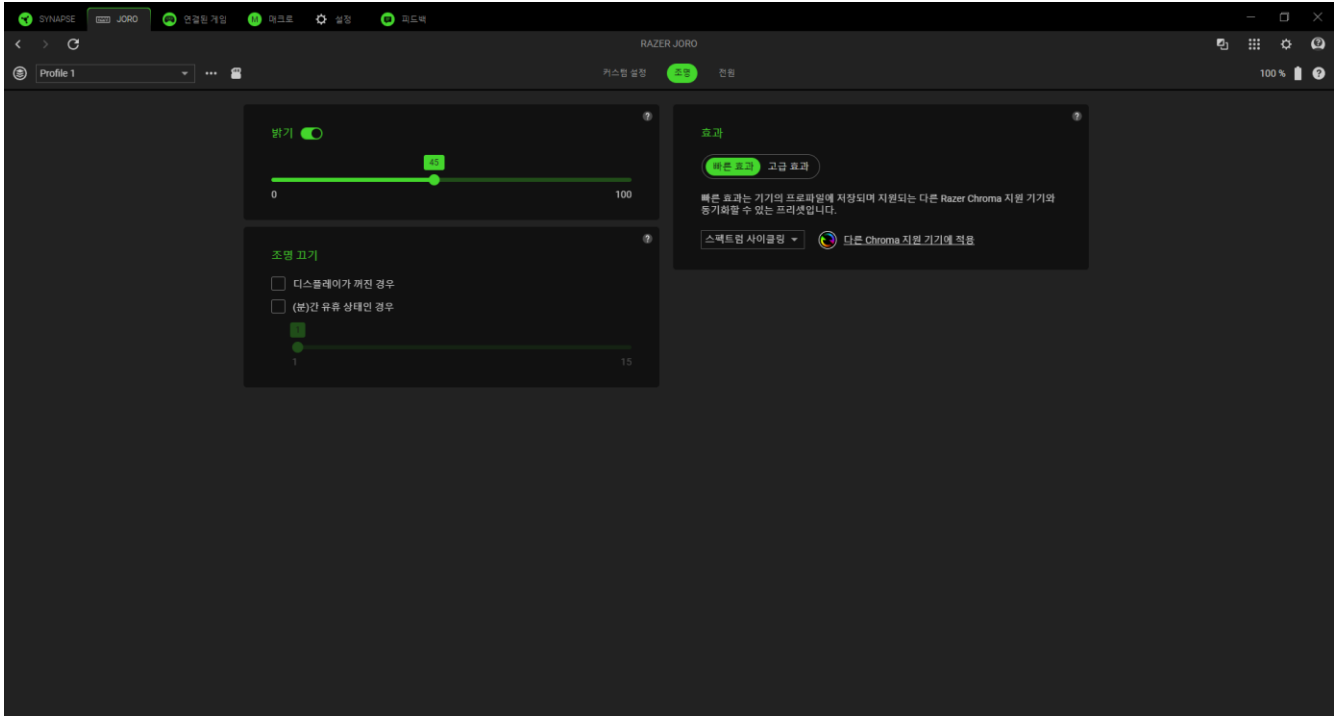 SYNAPSE JORO 연결된 게임 M 매크로 설정 피드백
RAZER JORO
Profile 1 커스텀 설정 조명 전원 100 %
밝기
45
0 100
조명 끄기
디스플레이가 꺼진 경우
(분)간 유휴 상태인 경우
1
1 15
효과
빠른 효과 고급 효과
빠른 효과는 기기의 프로파일에 저장되며 지원되는 다른 Razer Chroma 지원 기기와
동기화할 수 있는 프리셋입니다.
스펙트럼 사이클링 다른 Chroma 지원 기기에 적용